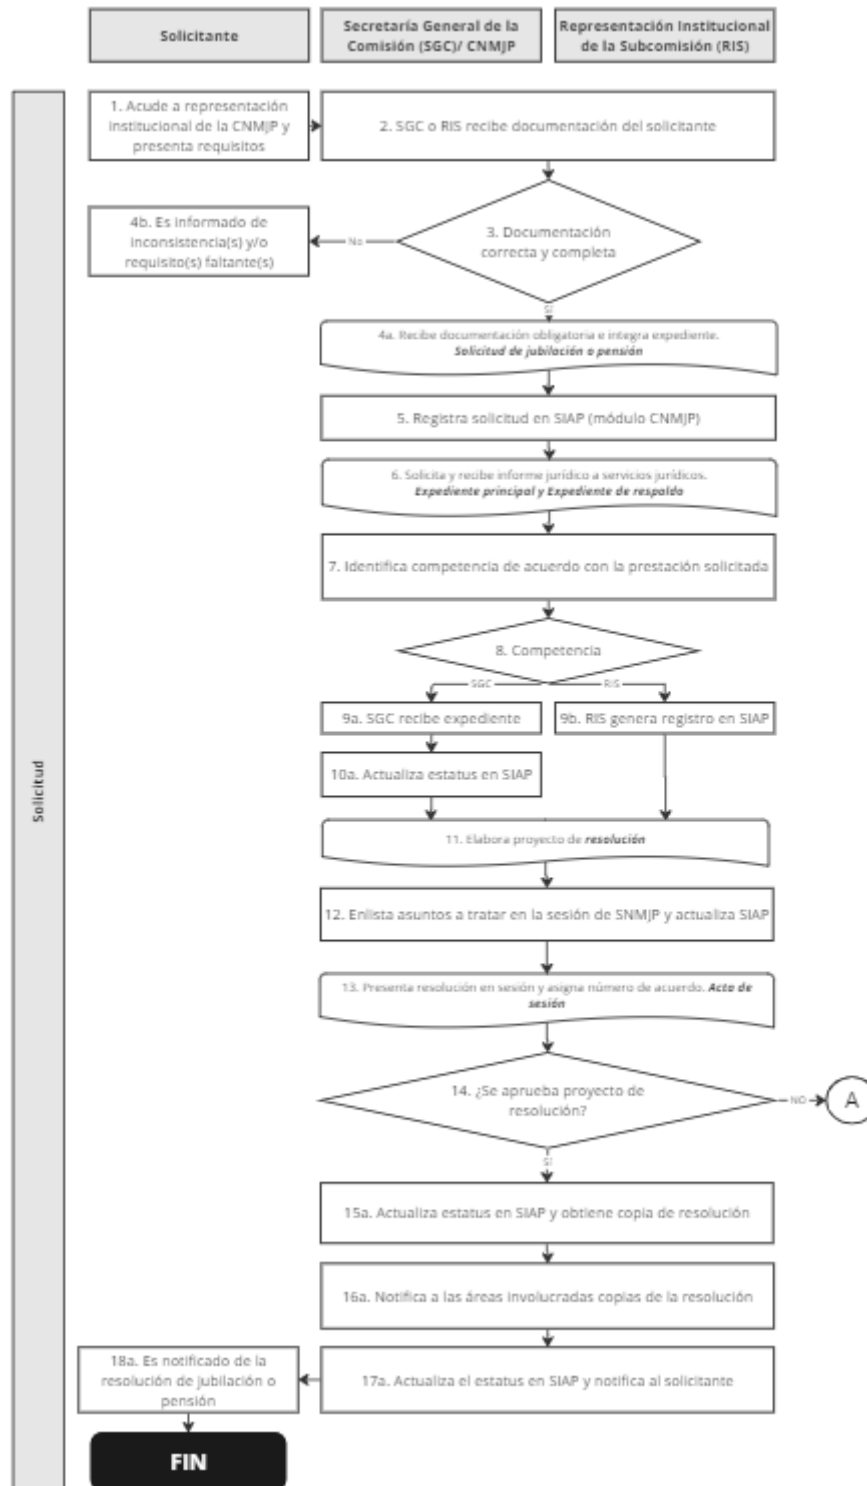 Solicitante
Secretaría General de la
Comisión (SGC)/ CNMJP
Representación Institucional
de la Subcomisión (RIS)
Solicitud
1. Acude a representación
institucional de la CNMJP y
presenta requisitos
2. SGC o RIS recibe documentación del solicitante
3. Documentación
correcta y completa
No
4b. Es informado de
inconsistencia(s) y/o
requisito(s) faltante(s)
SÍ
4a. Recibe documentación obligatoria e integra expediente.
Solicitud de jubilación o pensión
5. Registra solicitud en SIAP (módulo CNMJP)
6. Solicita y recibe informe jurídico a servicios jurídicos.
Expediente principal y Expediente de respaldo
7. Identifica competencia de acuerdo con la prestación solicitada
8. Competencia
SGC
RIS
9a. SGC recibe expediente
9b. RIS genera registro en SIAP
10a. Actualiza estatus en SIAP
11. Elabora proyecto de resolución
12. Enlista asuntos a tratar en la sesión de SNMJP y actualiza SIAP
13. Presenta resolución en sesión y asigna número de acuerdo. Acta de
sesión
14. ¿Se aprueba proyecto de
resolución?
NO
A
SÍ
15a. Actualiza estatus en SIAP y obtiene copia de resolución
16a. Notifica a las áreas involucradas copias de la resolución
17a. Actualiza el estatus en SIAP y notifica al solicitante
18a. Es notificado de la
resolución de jubilación o
pensión
FIN